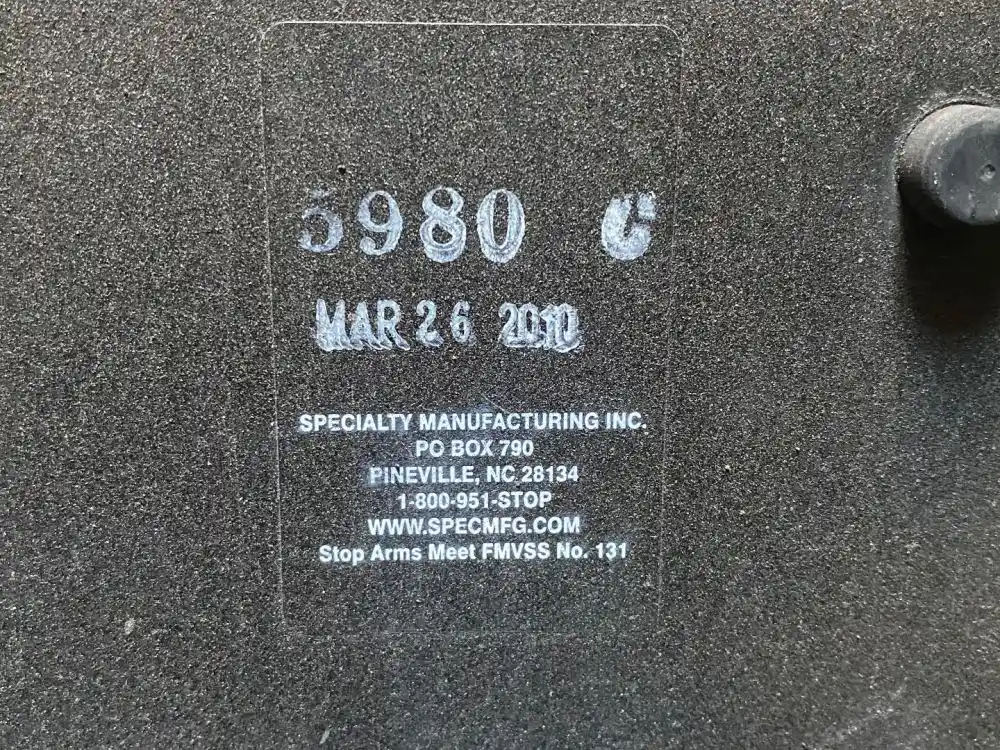 5980 C
MAR 26 2010
SPECIALTY MANUFACTURING INC.
PO BOX 790
PINEVILLE, NC 28134
1-800-951-STOP
WWW.SPECMFG.COM
Stop Arms Meet FMVSS No. 131